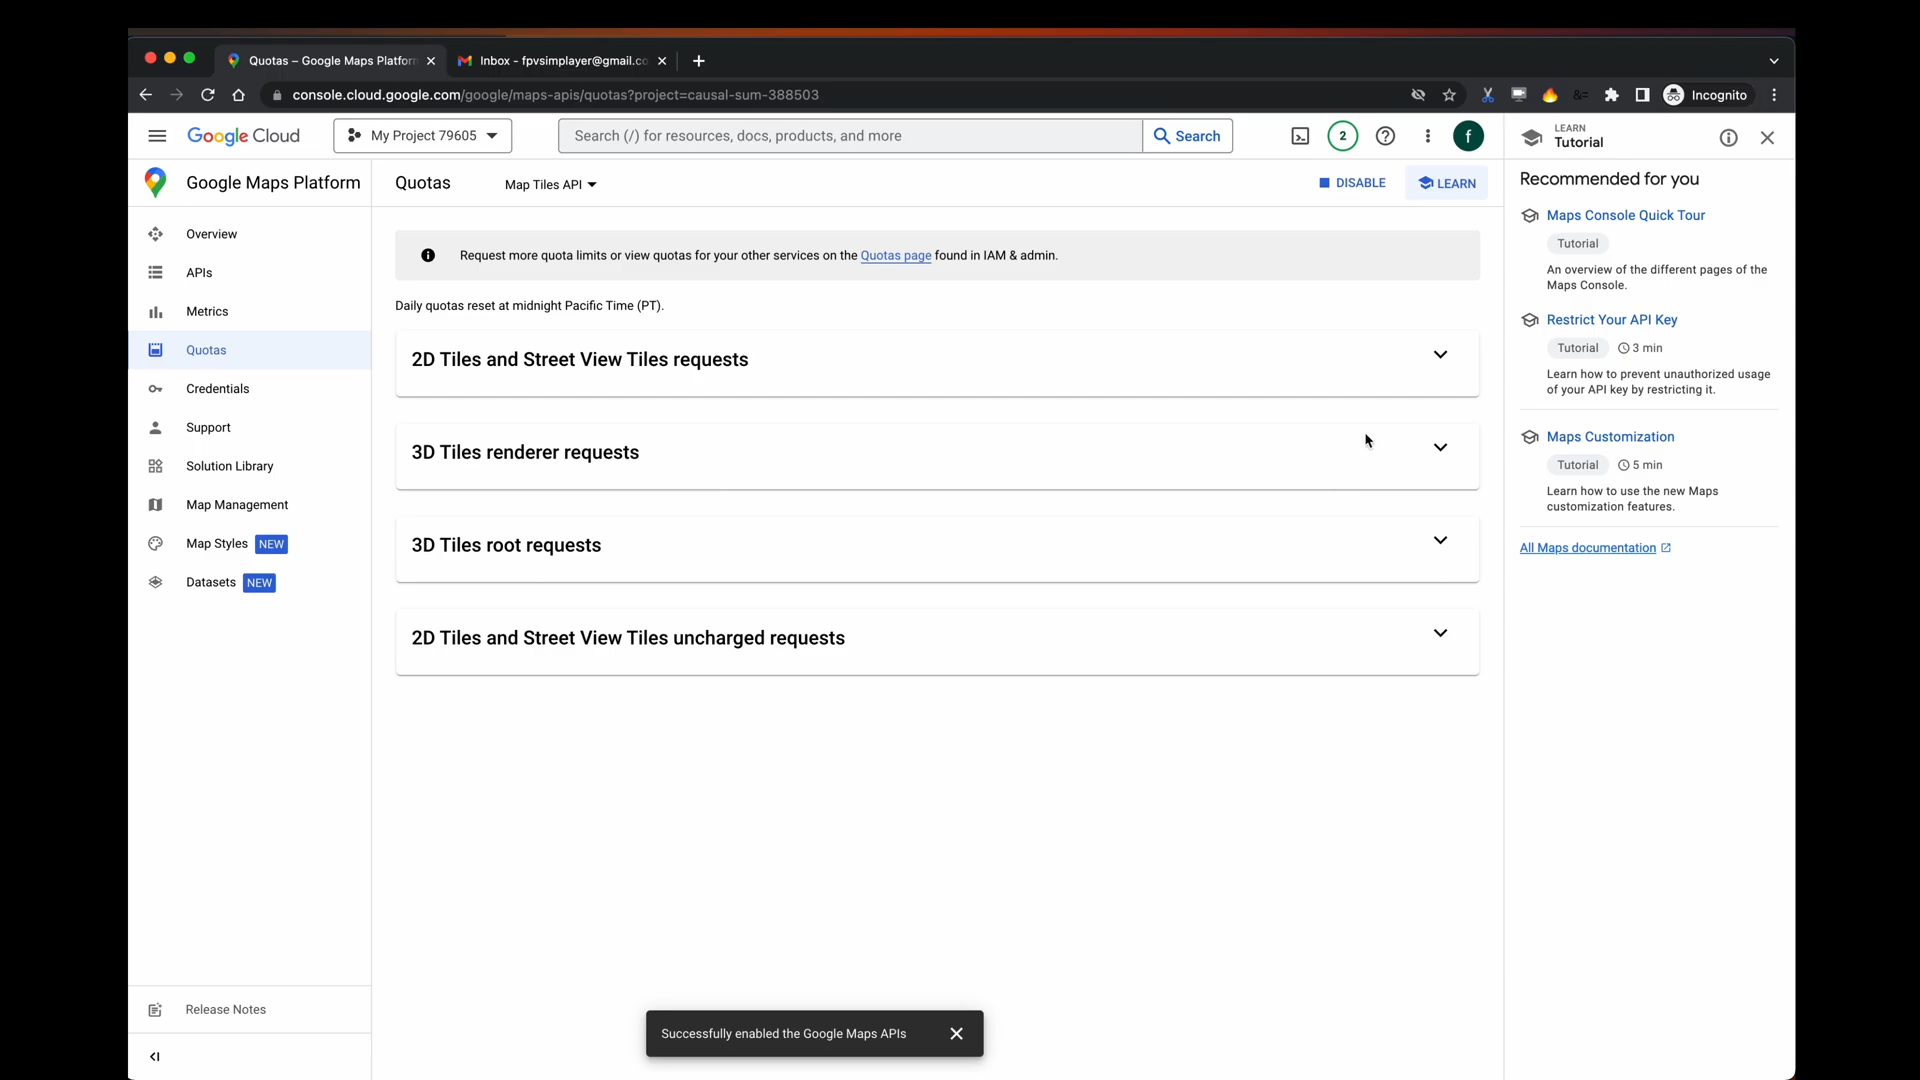 Quotas – Google Maps Platform
Inbox - fpvsimplayer@gmail.co
console.cloud.google.com/google/maps-apis/quotas?project=causal-sum-388503
Incognito
Google Cloud
My Project 79605
Search (/) for resources, docs, products, and more
Search
2
f
LEARN
Tutorial
Google Maps Platform
Quotas
Map Tiles API
DISABLE
LEARN
Overview
APIs
Metrics
Quotas
Credentials
Support
Solution Library
Map Management
Map Styles NEW
Datasets NEW
Release Notes
Request more quota limits or view quotas for your other services on the Quotas page found in IAM & admin.
Daily quotas reset at midnight Pacific Time (PT).
2D Tiles and Street View Tiles requests
3D Tiles renderer requests
3D Tiles root requests
2D Tiles and Street View Tiles uncharged requests
Successfully enabled the Google Maps APIs
Recommended for you
Maps Console Quick Tour
Tutorial
An overview of the different pages of the
Maps Console.
Restrict Your API Key
Tutorial 3 min
Learn how to prevent unauthorized usage
of your API key by restricting it.
Maps Customization
Tutorial 5 min
Learn how to use the new Maps
customization features.
All Maps documentation